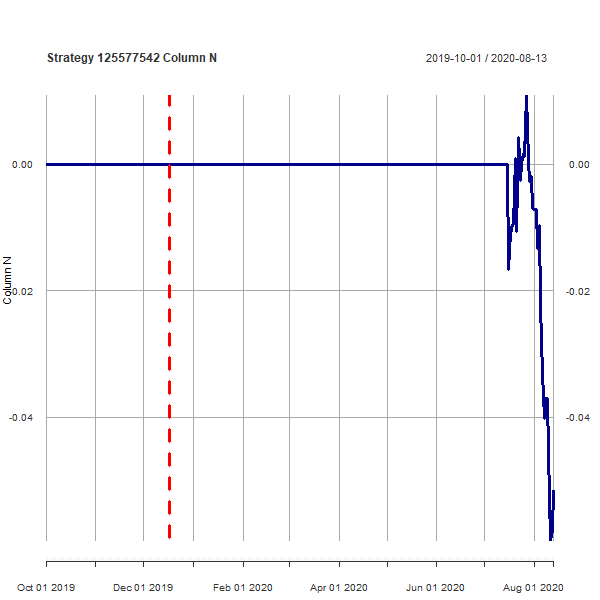 Strategy 125577542 Column N
2019-10-01 / 2020-08-13
0.00
0.00
Column N
-0.02
-0.02
-0.04
-0.04
Oct 01 2019
Dec 01 2019
Feb 01 2020
Apr 01 2020
Jun 01 2020
Aug 01 2020